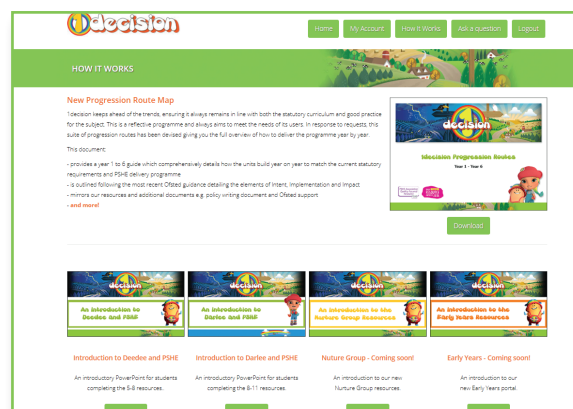 1decision
Home My Account How It Works Ask a question Logout
HOW IT WORKS
New Progression Route Map
1decision keeps ahead of the trends, ensuring it always remains in line with both the statutory curriculum and good practice
for the subject. This is a reflective programme and always aims to meet the needs of its users. In response to requests, this
suite of progression routes has been devised giving you the full overview of how to deliver the programme year by year.
This document:
- provides a year 1 to 6 guide which comprehensively details how the units build year on year to match the current statutory
requirements and PSHE delivery programme
- is outlined following the most recent Ofsted guidance detailing the elements of Intent, Implementation and Impact
- mirrors our resources and additional documents e.g. policy writing document and Ofsted support
- and more!
1decision
1decision Progression Routes
Year 1 - Year 6
Download
decision
An Introduction to
Deedee and PSHE
decision
An Introduction to
Darlee and PSHE
decision
An Introduction to the
Nurture Group Resources
decision
An Introduction to the
Early Years Resources
Introduction to Deedee and PSHE
Introduction to Darlee and PSHE
Nuture Group - Coming soon!
Early Years - Coming soon!
An introductory PowerPoint for students
completing the 5-8 resources.
An introductory PowerPoint for students
completing the 8-11 resources
An introduction to our new
Nurture Group resources.
An introduction to our
new Early Years portal.